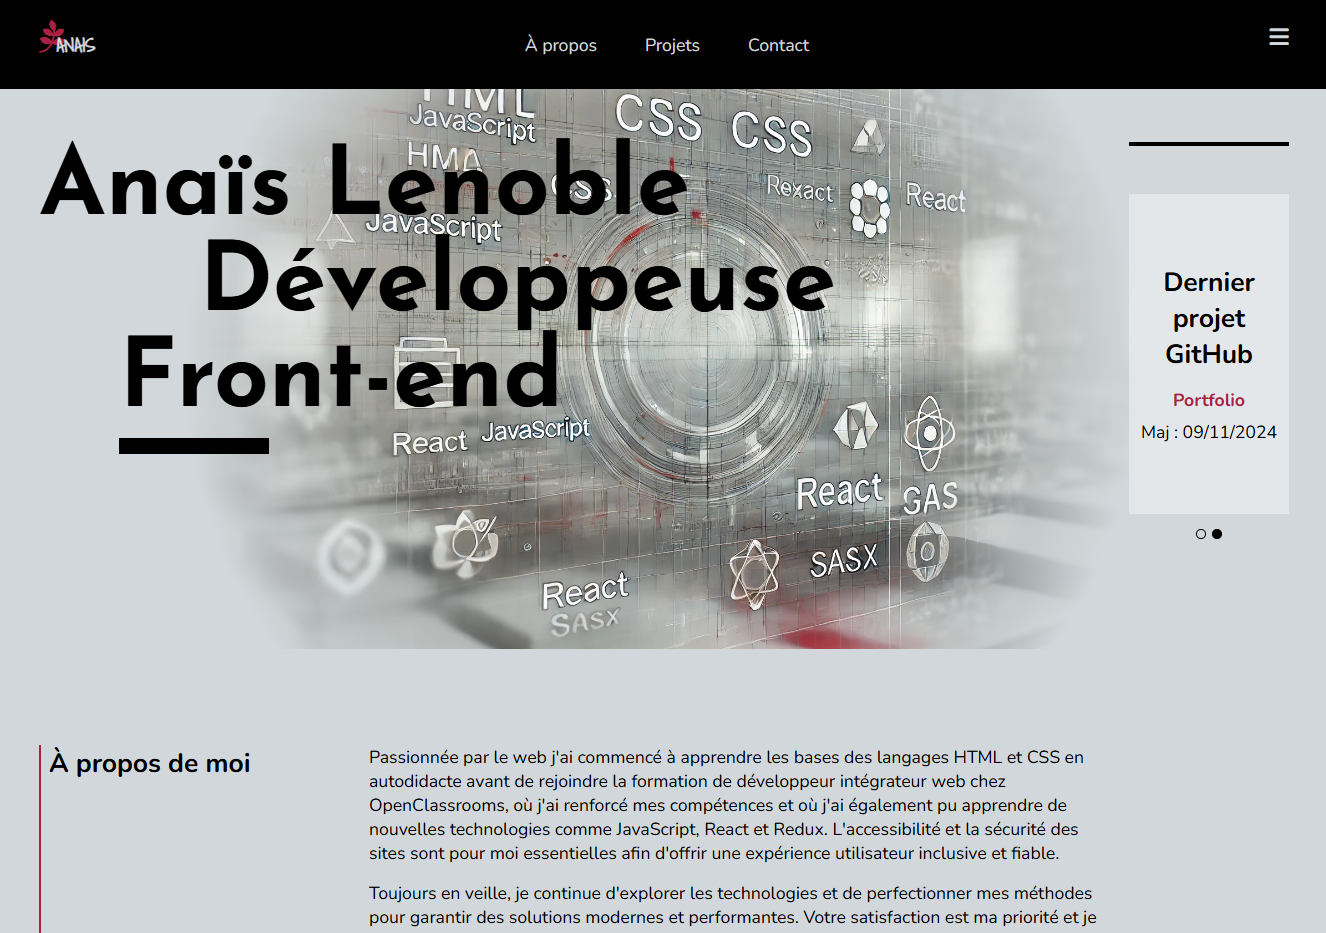 ANAIS
À propos
Projets
Contact
HTML
JavaScript
HMA
CSS
CSS
CSS
JavaScript
Rexact
React
Anaïs Lenoble
Développeuse
Front-end
React
JavaScript
React
GAS
SASX
React
SASX
Dernier
projet
GitHub
Portfolio
Maj : 09/11/2024
À propos de moi
Passionnée par le web j'ai commencé à apprendre les bases des langages HTML et CSS en
autodidacte avant de rejoindre la formation de développeur intégrateur web chez
OpenClassrooms, où j'ai renforcé mes compétences et où j'ai également pu apprendre de
nouvelles technologies comme JavaScript, React et Redux. L'accessibilité et la sécurité des
sites sont pour moi essentielles afin d'offrir une expérience utilisateur inclusive et fiable.
Toujours en veille, je continue d'explorer les technologies et de perfectionner mes méthodes
pour garantir des solutions modernes et performantes. Votre satisfaction est ma priorité et je